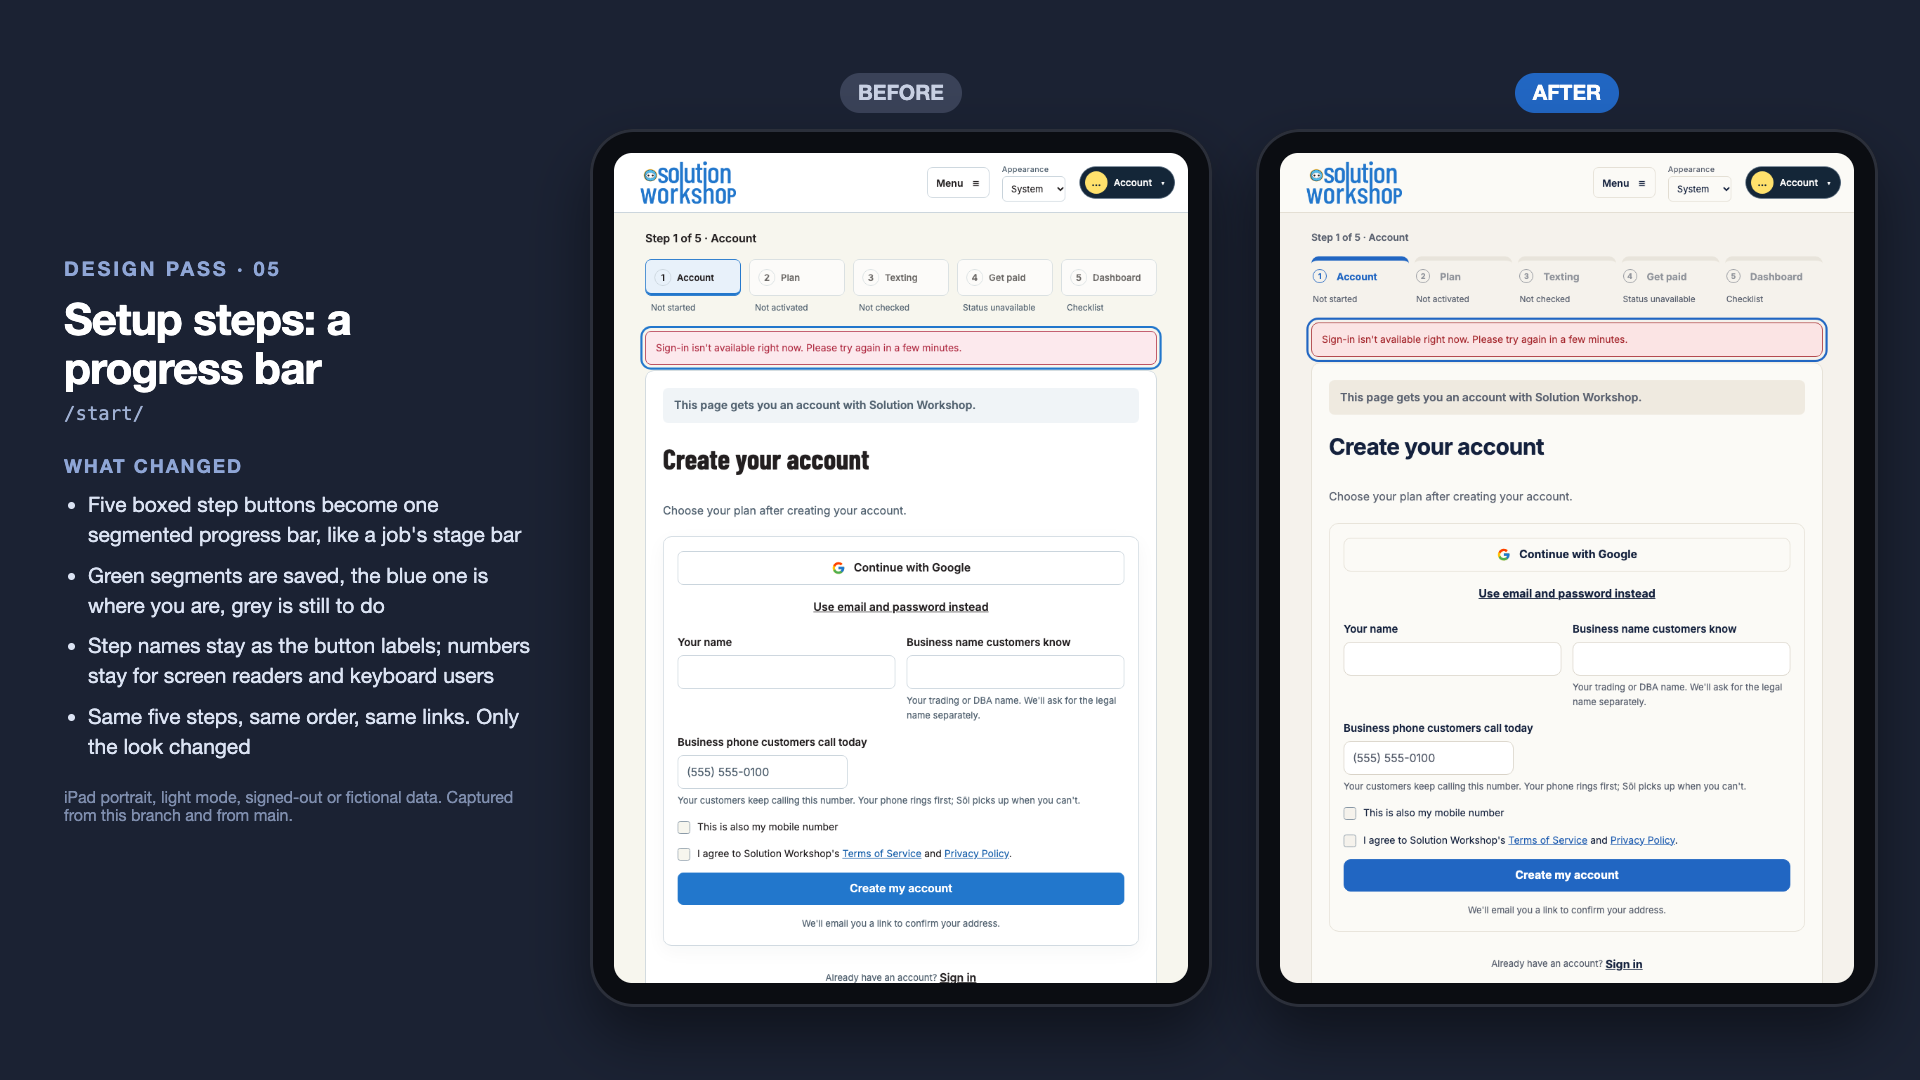 DESIGN PASS · 05
Setup steps: a
progress bar
/start/
WHAT CHANGED
• Five boxed step buttons become one
segmented progress bar, like a job's stage bar
• Green segments are saved, the blue one is
where you are, grey is still to do
• Step names stay as the button labels; numbers
stay for screen readers and keyboard users
• Same five steps, same order, same links. Only
the look changed
iPad portrait, light mode, signed-out or fictional data. Captured
from this branch and from main.
BEFORE
solution
workshop
Menu ≡
Appearance
System
... Account
Step 1 of 5 · Account
1 Account
2 Plan
3 Texting
4 Get paid
5 Dashboard
Not started
Not activated
Not checked
Status unavailable
Checklist
Sign-in isn't available right now. Please try again in a few minutes.
This page gets you an account with Solution Workshop.
Create your account
Choose your plan after creating your account.
Continue with Google
Use email and password instead
Your name
Business name customers know
Your trading or DBA name. We'll ask for the legal
name separately.
Business phone customers call today
(555) 555-0100
Your customers keep calling this number. Your phone rings first; Sōl picks up when you can't.
This is also my mobile number
I agree to Solution Workshop's Terms of Service and Privacy Policy.
Create my account
We'll email you a link to confirm your address.
Already have an account? Sign in
AFTER
solution
workshop
Menu ≡
Appearance
System
... Account
Step 1 of 5 · Account
1 Account
2 Plan
3 Texting
4 Get paid
5 Dashboard
Not started
Not activated
Not checked
Status unavailable
Checklist
Sign-in isn't available right now. Please try again in a few minutes.
This page gets you an account with Solution Workshop.
Create your account
Choose your plan after creating your account.
Continue with Google
Use email and password instead
Your name
Business name customers know
Your trading or DBA name. We'll ask for the legal
name separately.
Business phone customers call today
(555) 555-0100
Your customers keep calling this number. Your phone rings first; Sōl picks up when you can't.
This is also my mobile number
I agree to Solution Workshop's Terms of Service and Privacy Policy.
Create my account
We'll email you a link to confirm your address.
Already have an account? Sign in